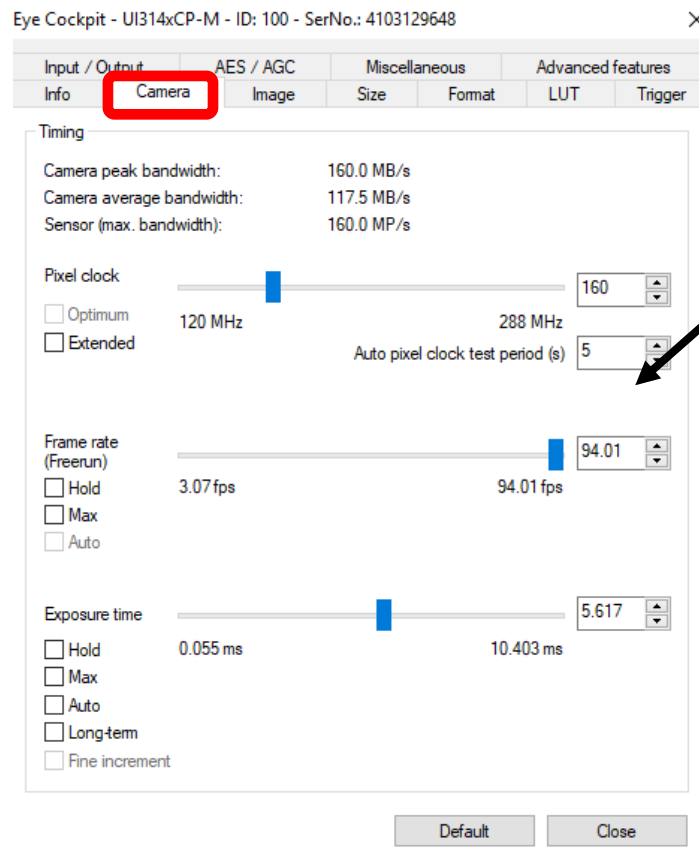 Eye Cockpit - UI314xCP-M - ID: 100 - SerNo.: 4103129648
Input / Output AES / AGC Miscellaneous Advanced features
Info Camera Image Size Format LUT Trigger
Timing
Camera peak bandwidth: 160.0 MB/s
Camera average bandwidth: 117.5 MB/s
Sensor (max. bandwidth): 160.0 MP/s
Pixel clock 160
Optimum 120 MHz 288 MHz
Extended Auto pixel clock test period (s) 5
Frame rate
(Freerun) 94.01
Hold 3.07 fps 94.01 fps
Max
Auto
Exposure time 5.617
Hold 0.055 ms 10.403 ms
Max
Auto
Long-term
Fine increment
Default Close